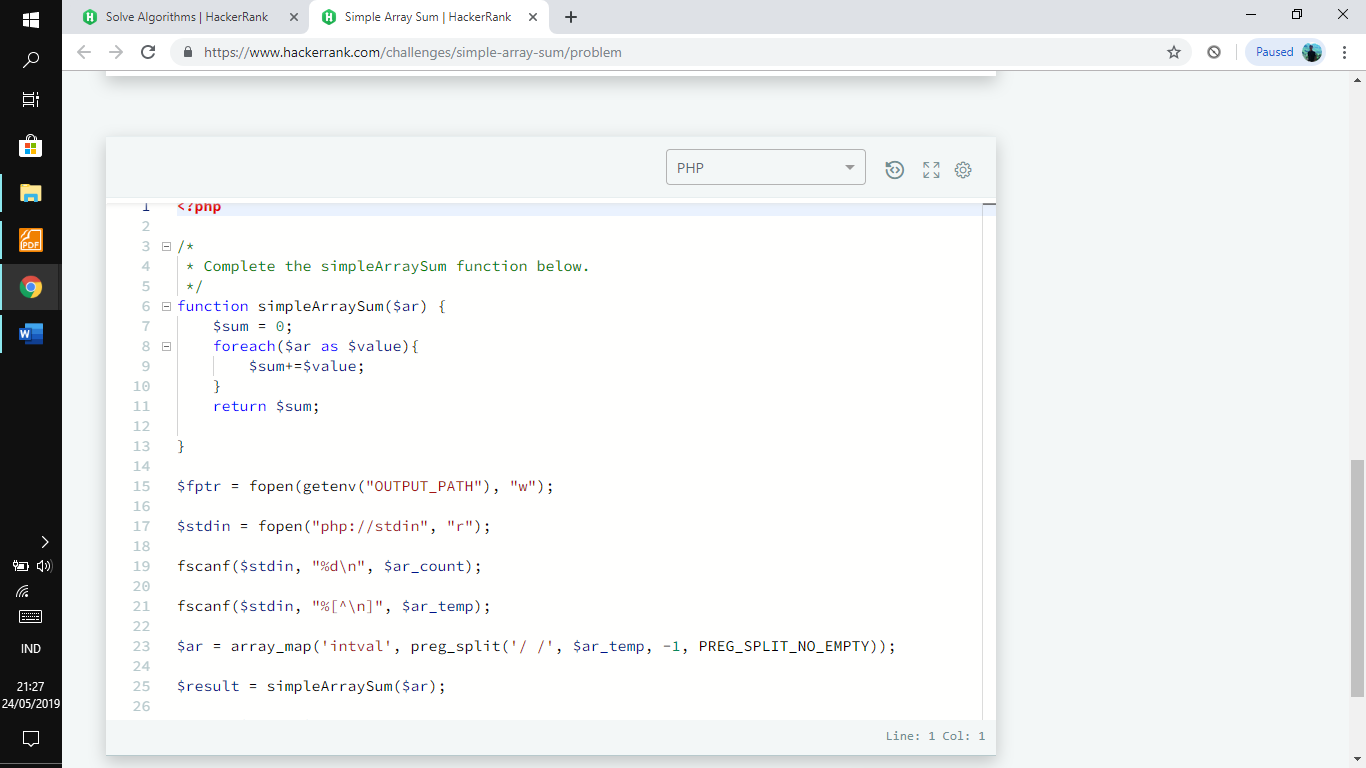 Solve Algorithms | HackerRank
Simple Array Sum | HackerRank
https://www.hackerrank.com/challenges/simple-array-sum/problem
Paused
PHP
1 <?php
2
3 /*
4 * Complete the simpleArraySum function below.
5 */
6 function simpleArraySum($ar) {
7 $sum = 0;
8 foreach($ar as $value){
9 $sum+=$value;
10 }
11 return $sum;
12
13 }
14
15 $fptr = fopen(getenv("OUTPUT_PATH"), "w");
16
17 $stdin = fopen("php://stdin", "r");
18
19 fscanf($stdin, "%d\n", $ar_count);
20
21 fscanf($stdin, "%[^\n]", $ar_temp);
22
23 $ar = array_map('intval', preg_split('/ /', $ar_temp, -1, PREG_SPLIT_NO_EMPTY));
24
25 $result = simpleArraySum($ar);
26
Line: 1 Col: 1
PDF
W
IND
21:27
24/05/2019